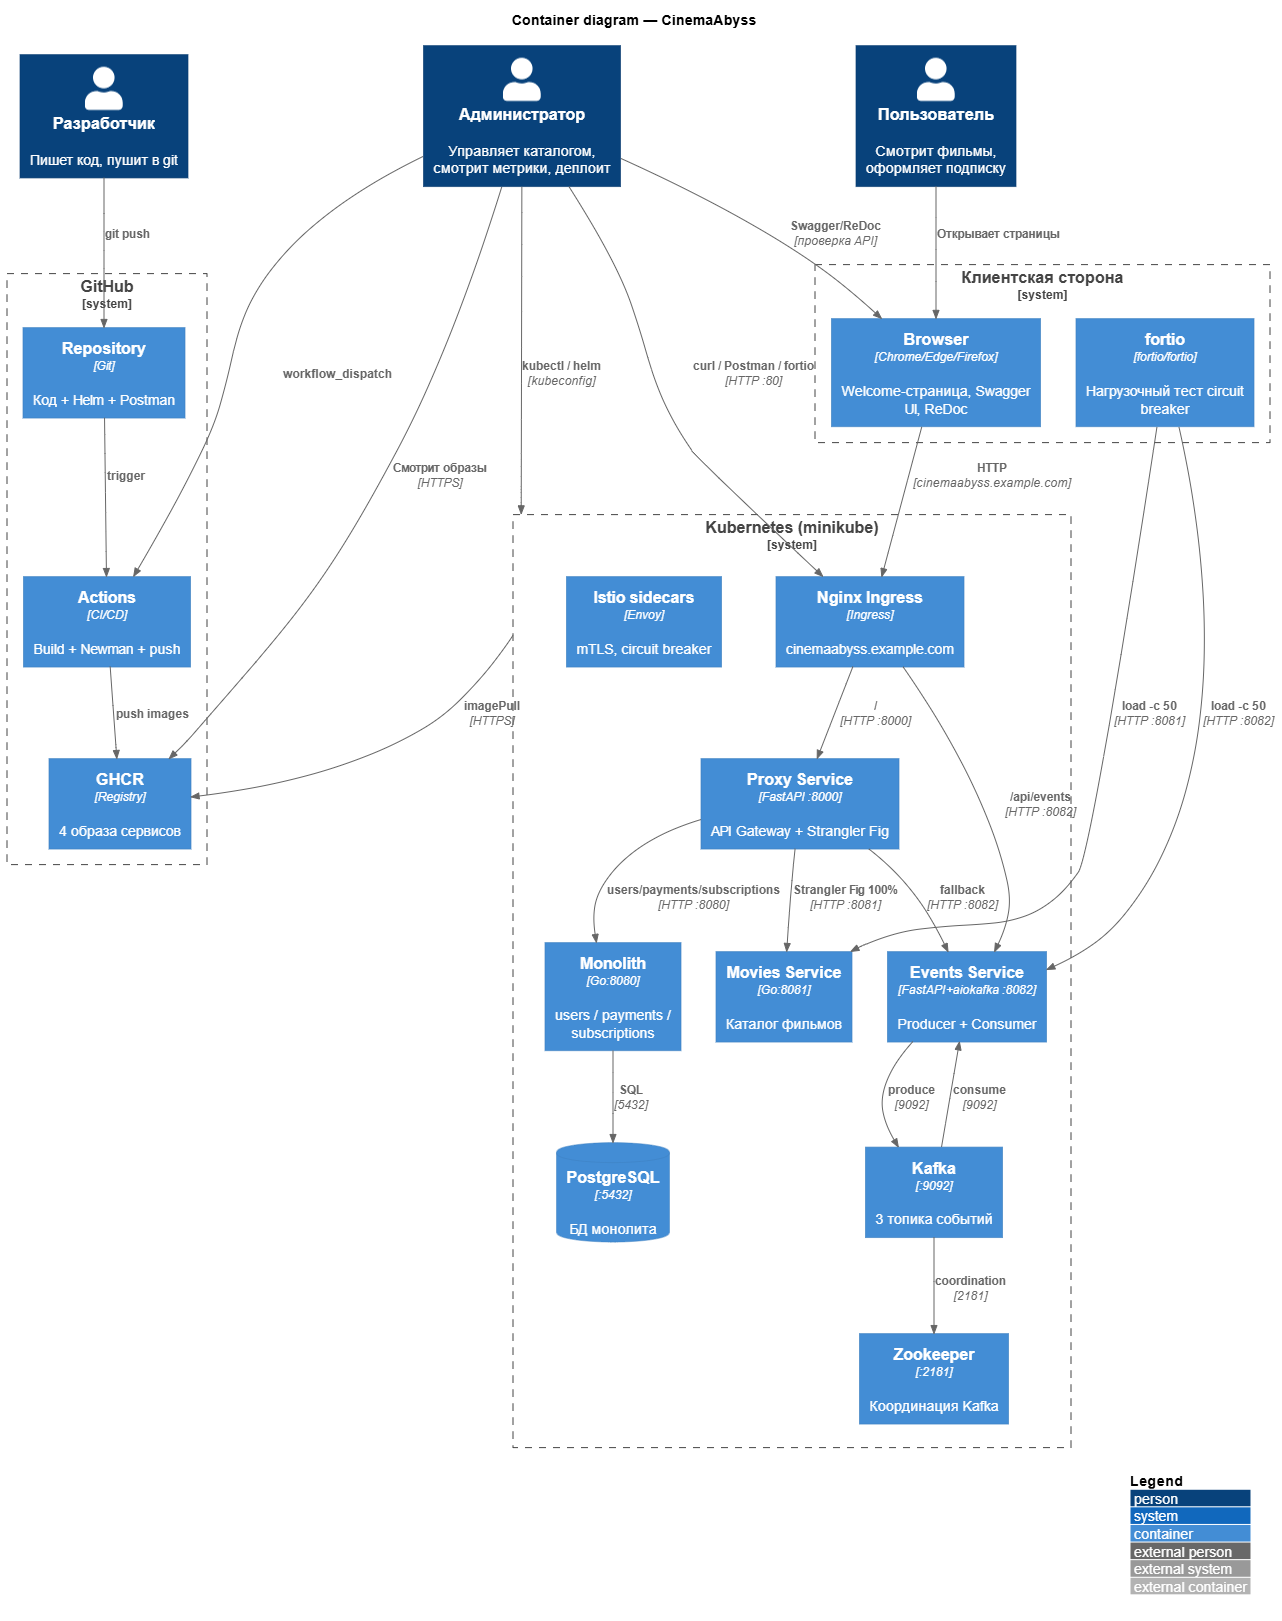 Container diagram — CinemaAbyss
Разработчик
Пишет код, пушит в git
Администратор
Управляет каталогом,
смотрит метрики, деплоит
Пользователь
Смотрит фильмы,
оформляет подписку
git push
Swagger/ReDoc
[проверка API]
Открывает страницы
GitHub
[system]
Клиентская сторона
[system]
Repository
[Git]
Код + Helm + Postman
Browser
[Chrome/Edge/Firefox]
Welcome-страница, Swagger
UI, ReDoc
fortio
[fortio/fortio]
Нагрузочный тест circuit
breaker
workflow_dispatch
kubectl / helm
[kubeconfig]
curl / Postman / fortio
[HTTP :80]
trigger
Смотрит образы
[HTTPS]
HTTP
[cinemaabyss.example.com]
Kubernetes (minikube)
[system]
Actions
[CI/CD]
Build + Newman + push
Istio sidecars
[Envoy]
mTLS, circuit breaker
Nginx Ingress
[Ingress]
cinemaabyss.example.com
push images
imagePull
[HTTPS]
/
[HTTP :8000]
load -c 50
[HTTP :8081]
load -c 50
[HTTP :8082]
GHCR
[Registry]
4 образа сервисов
Proxy Service
[FastAPI :8000]
API Gateway + Strangler Fig
/api/events
[HTTP :8082]
users/payments/subscriptions
[HTTP :8080]
Strangler Fig 100%
[HTTP :8081]
fallback
[HTTP :8082]
Monolith
[Go:8080]
users / payments /
subscriptions
Movies Service
[Go:8081]
Каталог фильмов
Events Service
[FastAPI+aiokafka :8082]
Producer + Consumer
SQL
[5432]
produce
[9092]
consume
[9092]
PostgreSQL
[:5432]
БД монолита
Kafka
[:9092]
3 топика событий
coordination
[2181]
Zookeeper
[:2181]
Координация Kafka
Legend
person
system
container
external person
external system
external container